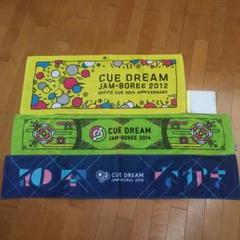 CUE DREAM
JAM-BOREE 2012
OFFICE CUE 20th ANNIVERSARY
CUE DREAM
JAM-BOREE 2014
CUE DREAM
JAM-BOREE 2016